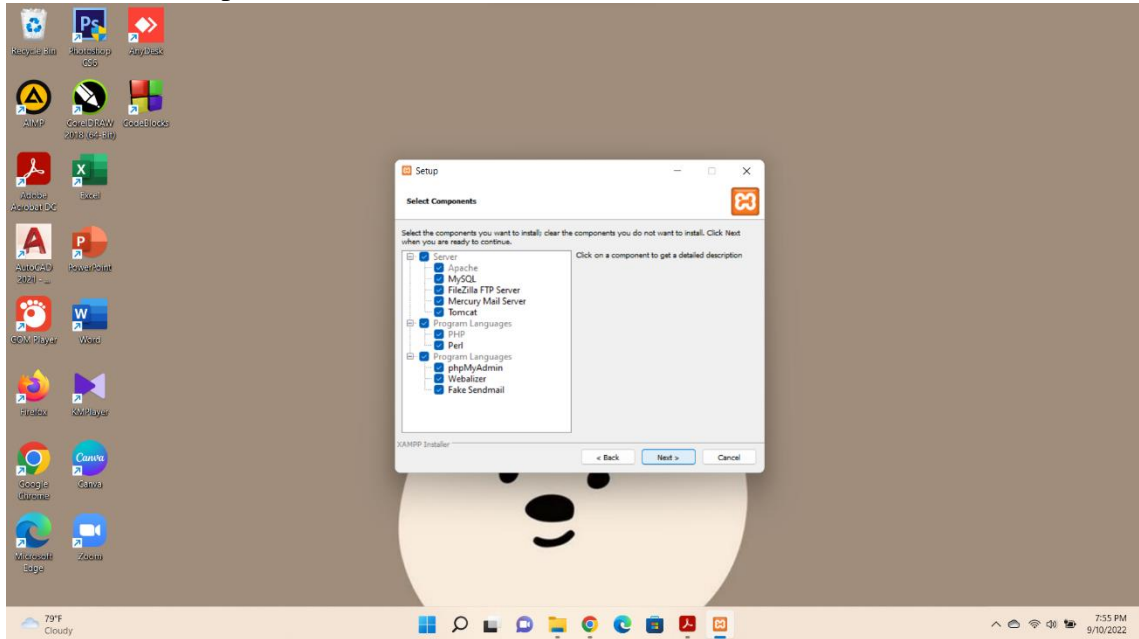 Recycle Bin
Photoshop
CS6
AnyDesk
AIMP
CorelDRAW
2018 (64-Bit)
CodeBlocks
Adobe
Acrobat DC
Excel
AutoCAD
2020 - ...
PowerPoint
GOM Player
Word
Firefox
KMPlayer
Google
Chrome
Canva
Canva
Microsoft
Edge
Zoom
Setup
Select Components
Select the components you want to install; clear the components you do not want to install. Click Next
when you are ready to continue.
Server
Apache
MySQL
FileZilla FTP Server
Mercury Mail Server
Tomcat
Program Languages
PHP
Perl
Program Languages
phpMyAdmin
Webalizer
Fake Sendmail
Click on a component to get a detailed description
XAMPP Installer
< Back
Next >
Cancel
79°F
Cloudy
7:55 PM
9/10/2022